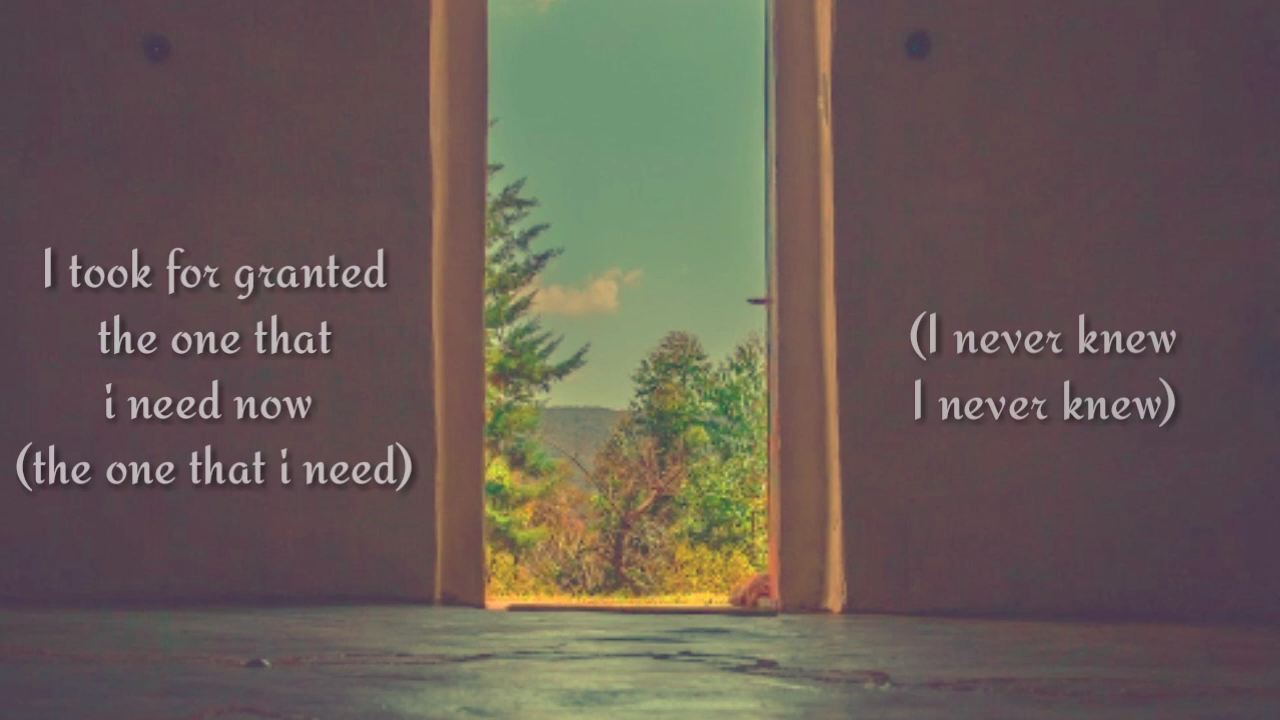 I took for granted
the one that
i need now
(the one that i need)
(I never knew
I never knew)